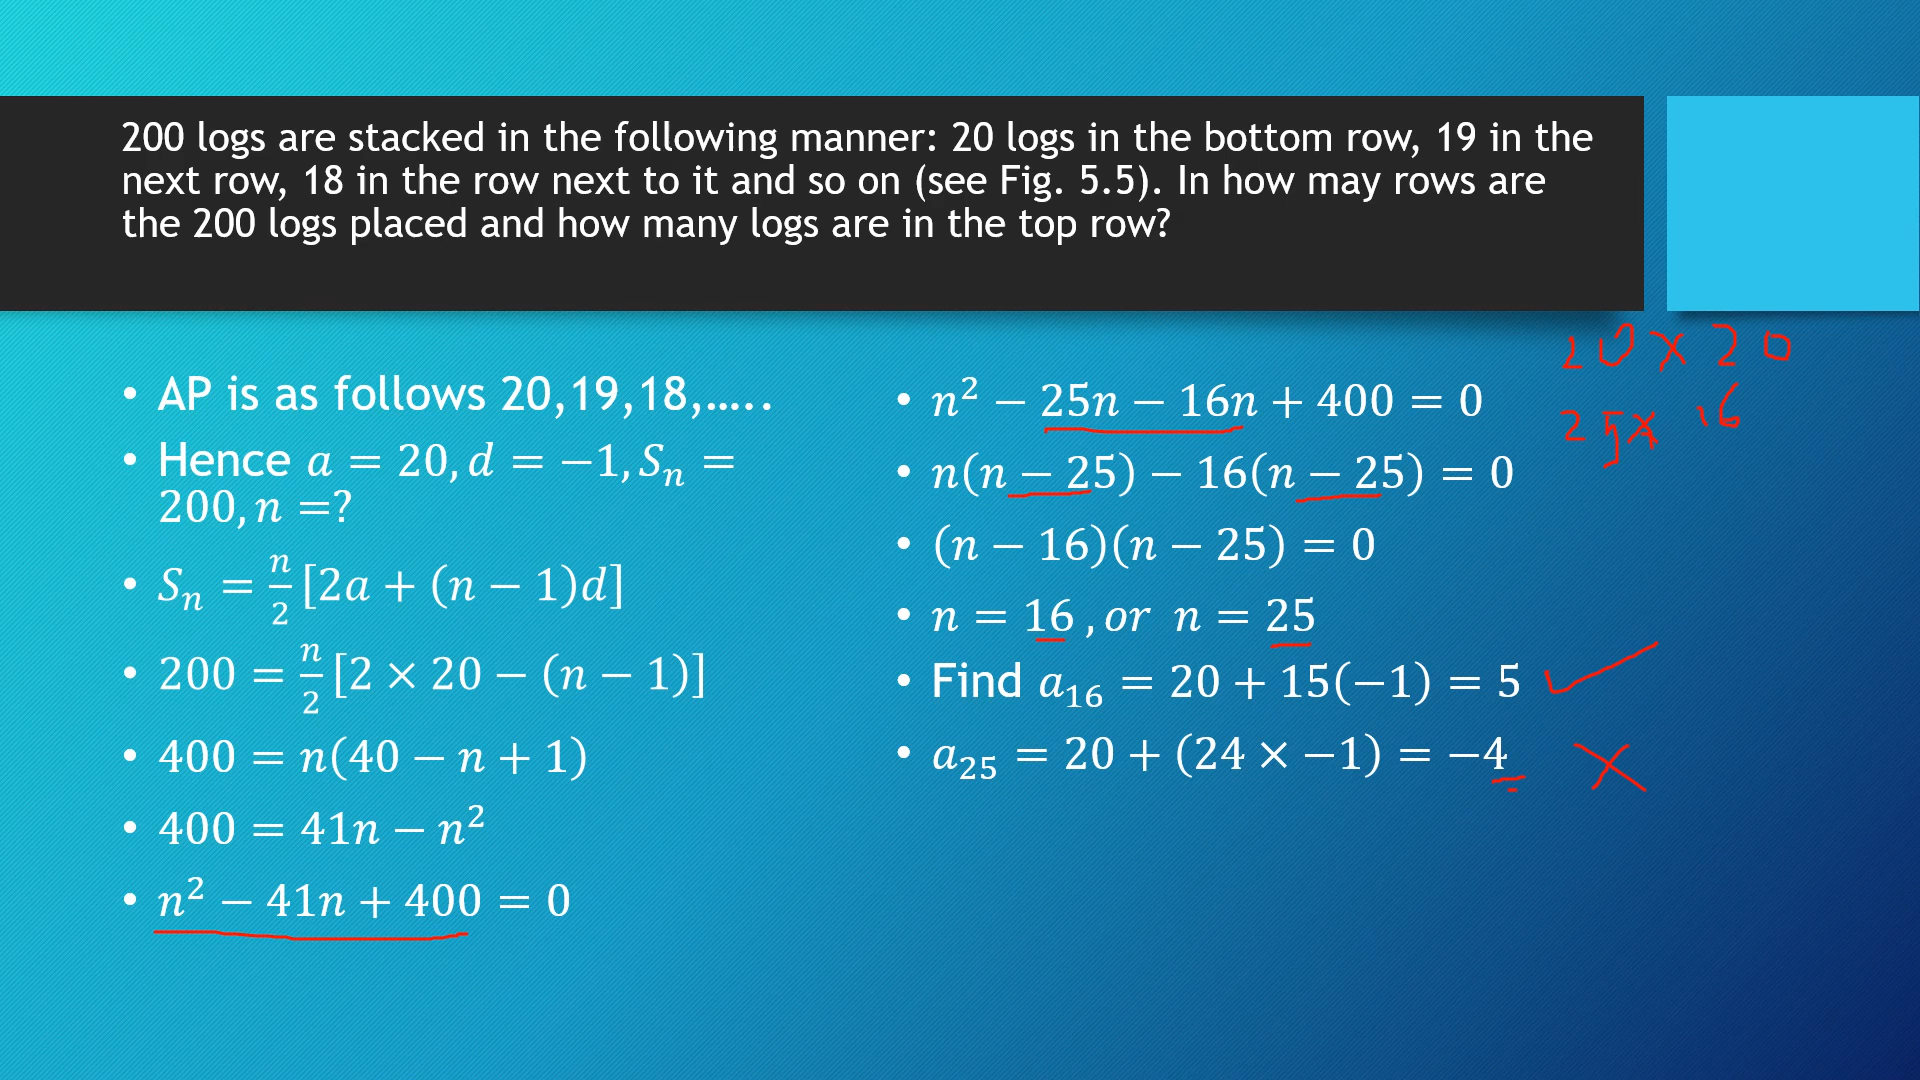 200 logs are stacked in the following manner: 20 logs in the bottom row, 19 in the
next row, 18 in the row next to it and so on (see Fig. 5.5). In how may rows are
the 200 logs placed and how many logs are in the top row?
• AP is as follows 20,19,18,.....
• Hence a = 20, d = −1, Sₙ =
200, n =?
• Sₙ = n/2 [2a + (n − 1)d]
• 200 = n/2 [2 × 20 − (n − 1)]
• 400 = n(40 − n + 1)
• 400 = 41n − n²
• n² − 41n + 400 = 0
• n² − 25n − 16n + 400 = 0
• n(n − 25) − 16(n − 25) = 0
• (n − 16)(n − 25) = 0
• n = 16 , or n = 25
• Find a₁₆ = 20 + 15(−1) = 5
• a₂₅ = 20 + (24 × −1) = −4
20 x 20
25 x 16